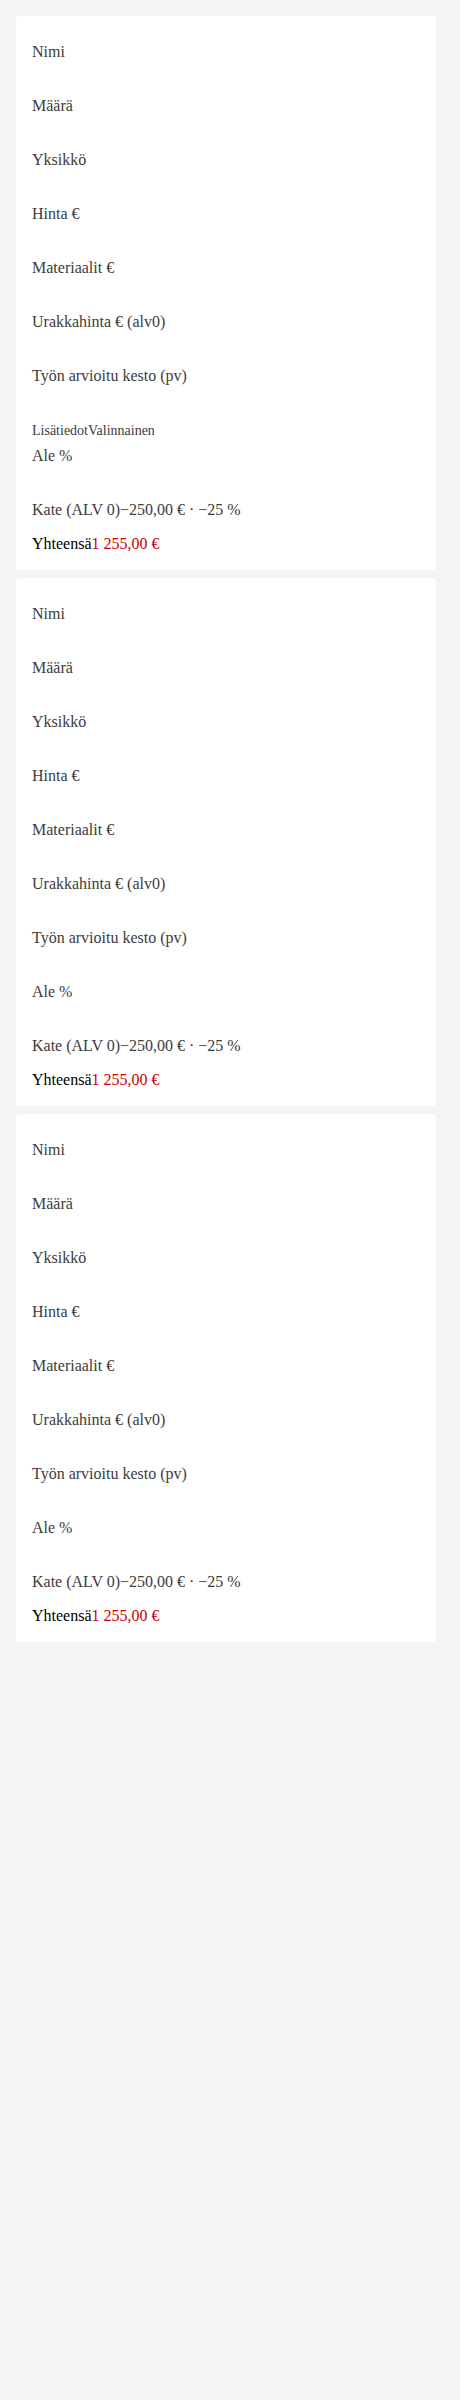 Nimi
Määrä
Yksikkö
Hinta €
Materiaalit €
Urakkahinta € (alv0)
Työn arvioitu kesto (pv)
LisätiedotValinnainen
Ale %
Kate (ALV 0)−250,00 € · −25 %
Yhteensä1 255,00 €
Nimi
Määrä
Yksikkö
Hinta €
Materiaalit €
Urakkahinta € (alv0)
Työn arvioitu kesto (pv)
Ale %
Kate (ALV 0)−250,00 € · −25 %
Yhteensä1 255,00 €
Nimi
Määrä
Yksikkö
Hinta €
Materiaalit €
Urakkahinta € (alv0)
Työn arvioitu kesto (pv)
Ale %
Kate (ALV 0)−250,00 € · −25 %
Yhteensä1 255,00 €